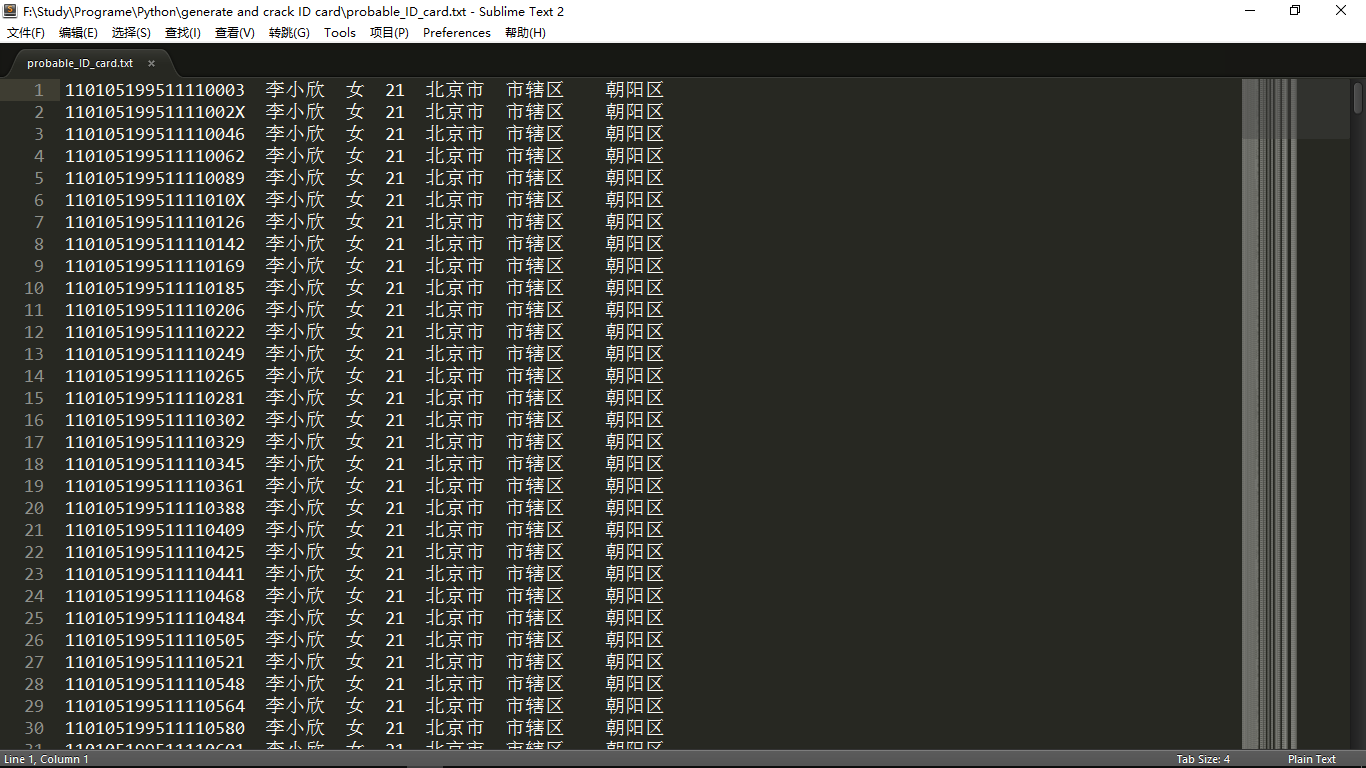 F:\Study\Programe\Python\generate and crack ID card\probable_ID_card.txt - Sublime Text 2
文件(F) 编辑(E) 选择(S) 查找(I) 查看(V) 转跳(G) Tools 项目(P) Preferences 帮助(H)
probable_ID_card.txt ×
1 110105199511110003 李小欣 女 21 北京市 市辖区 朝阳区
2 11010519951111002X 李小欣 女 21 北京市 市辖区 朝阳区
3 110105199511110046 李小欣 女 21 北京市 市辖区 朝阳区
4 110105199511110062 李小欣 女 21 北京市 市辖区 朝阳区
5 110105199511110089 李小欣 女 21 北京市 市辖区 朝阳区
6 11010519951111010X 李小欣 女 21 北京市 市辖区 朝阳区
7 110105199511110126 李小欣 女 21 北京市 市辖区 朝阳区
8 110105199511110142 李小欣 女 21 北京市 市辖区 朝阳区
9 110105199511110169 李小欣 女 21 北京市 市辖区 朝阳区
10 110105199511110185 李小欣 女 21 北京市 市辖区 朝阳区
11 110105199511110206 李小欣 女 21 北京市 市辖区 朝阳区
12 110105199511110222 李小欣 女 21 北京市 市辖区 朝阳区
13 110105199511110249 李小欣 女 21 北京市 市辖区 朝阳区
14 110105199511110265 李小欣 女 21 北京市 市辖区 朝阳区
15 110105199511110281 李小欣 女 21 北京市 市辖区 朝阳区
16 110105199511110302 李小欣 女 21 北京市 市辖区 朝阳区
17 110105199511110329 李小欣 女 21 北京市 市辖区 朝阳区
18 110105199511110345 李小欣 女 21 北京市 市辖区 朝阳区
19 110105199511110361 李小欣 女 21 北京市 市辖区 朝阳区
20 110105199511110388 李小欣 女 21 北京市 市辖区 朝阳区
21 110105199511110409 李小欣 女 21 北京市 市辖区 朝阳区
22 110105199511110425 李小欣 女 21 北京市 市辖区 朝阳区
23 110105199511110441 李小欣 女 21 北京市 市辖区 朝阳区
24 110105199511110468 李小欣 女 21 北京市 市辖区 朝阳区
25 110105199511110484 李小欣 女 21 北京市 市辖区 朝阳区
26 110105199511110505 李小欣 女 21 北京市 市辖区 朝阳区
27 110105199511110521 李小欣 女 21 北京市 市辖区 朝阳区
28 110105199511110548 李小欣 女 21 北京市 市辖区 朝阳区
29 110105199511110564 李小欣 女 21 北京市 市辖区 朝阳区
30 110105199511110580 李小欣 女 21 北京市 市辖区 朝阳区
31 110105199511110601 李小欣 女 21 北京市 市辖区 朝阳区
Line 1, Column 1 Tab Size: 4 Plain Text